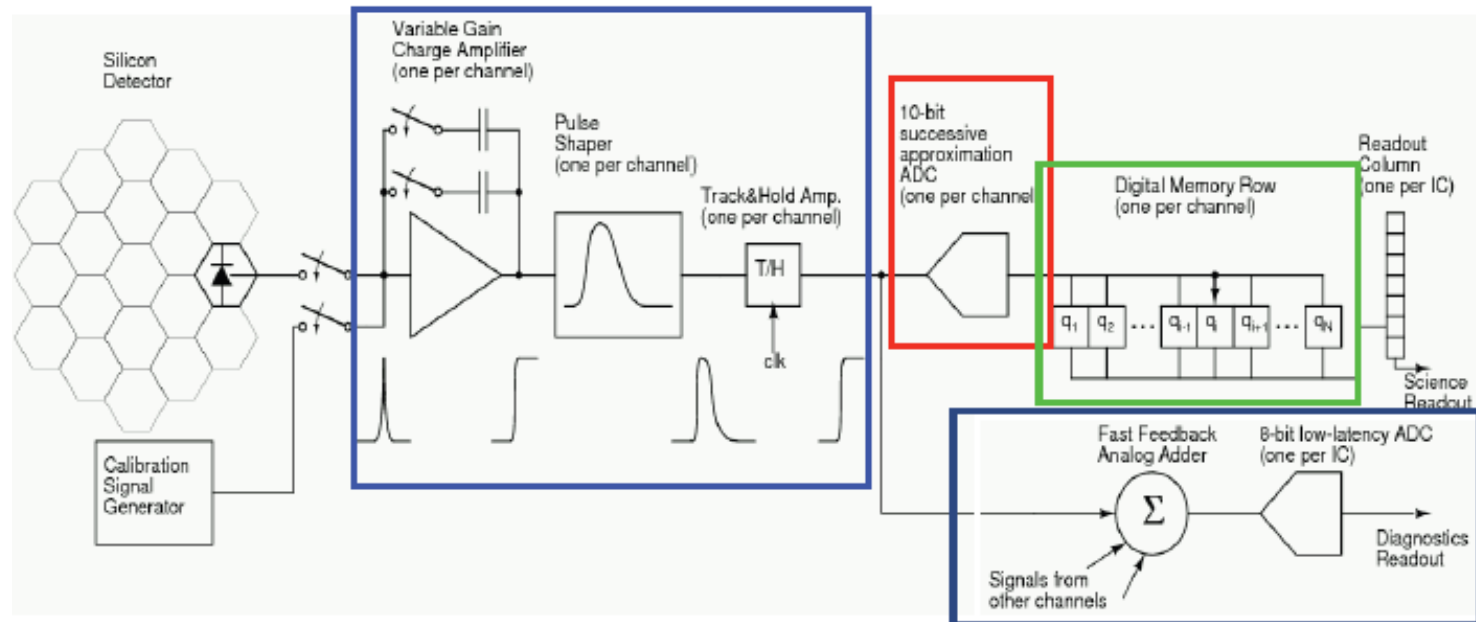 Silicon
Detector
Variable Gain
Charge Amplifier
(one per channel)
Pulse
Shaper
(one per channel)
Track&Hold Amp.
(one per channel)
T/H
clk
10-bit
successive
approximation
ADC
(one per channel)
Digital Memory Row
(one per channel)
Readout
Column
(one per IC)
q1 q2 ... qi-1 qi qi+1 ... qN
Science
Readout
Calibration
Signal
Generator
Fast Feedback
Analog Adder
8-bit low-latency ADC
(one per IC)
Σ
Diagnostics
Readout
Signals from
other channels